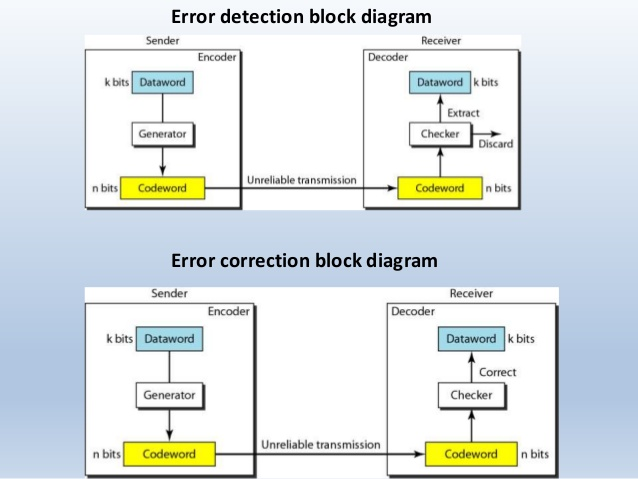 Error detection block diagram
Sender
Receiver
Encoder
Decoder
k bits
Dataword
Dataword
k bits
Extract
Generator
Checker
Discard
Unreliable transmission
n bits
Codeword
Codeword
n bits
Error correction block diagram
Sender
Receiver
Encoder
Decoder
k bits
Dataword
Dataword
k bits
Correct
Generator
Checker
Unreliable transmission
n bits
Codeword
Codeword
n bits